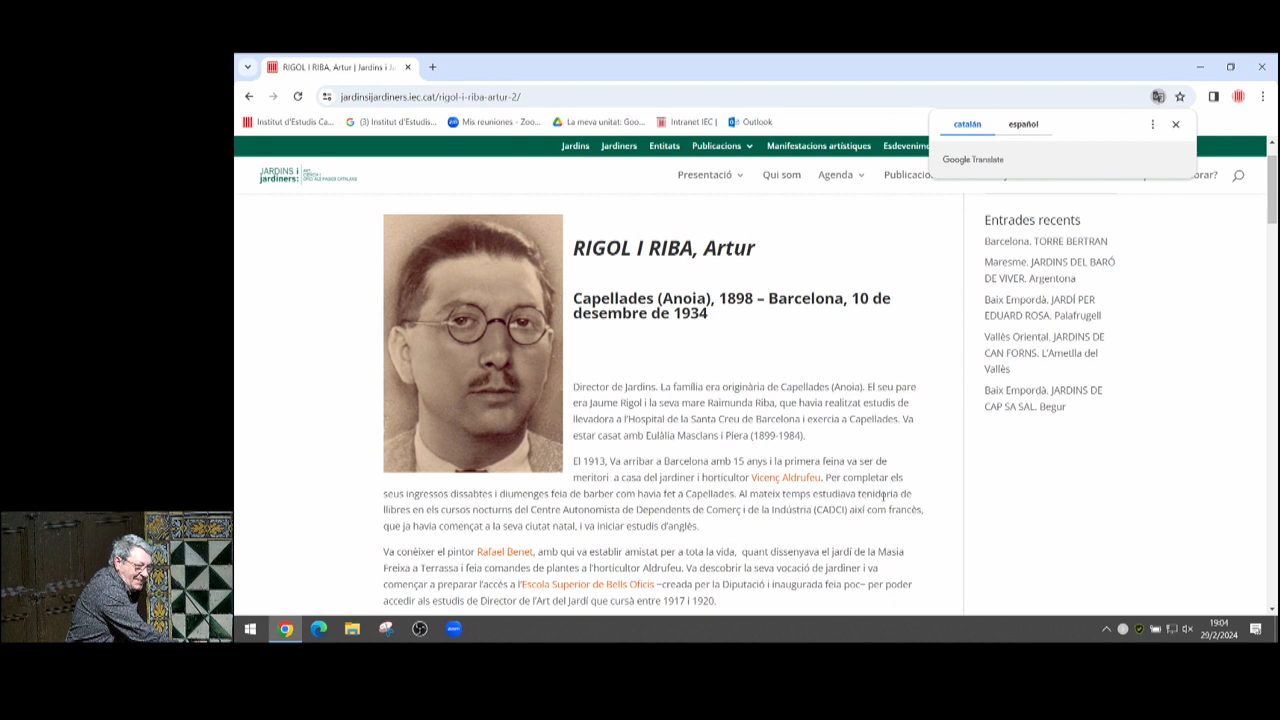 RIGOL I RIBA, Artur | Jardins i Ja
jardinsijardiners.iec.cat/rigol-i-riba-artur-2/
Institut d'Estudis Ca...
(3) Institut d'Estudis...
Mis reuniones - Zoo...
La meva unitat: Goo...
Intranet IEC |
Outlook
catalán
español
Google Translate
Jardins
Jardiners
Entitats
Publicacions
Manifestacions artístiques
Esdevenime
JARDINS i
jardiners:
Presentació
Qui som
Agenda
Publicacio
orar?
RIGOL I RIBA, Artur
Capellades (Anoia), 1898 – Barcelona, 10 de
desembre de 1934
Director de Jardins. La família era originària de Capellades (Anoia). El seu pare
era Jaume Rigol i la seva mare Raimunda Riba, que havia realitzat estudis de
llevadora a l'Hospital de la Santa Creu de Barcelona i exercia a Capellades. Va
estar casat amb Eulàlia Masclans i Piera (1899-1984).
El 1913, Va arribar a Barcelona amb 15 anys i la primera feina va ser de
meritori a casa del jardiner i horticultor Vicenç Aldrufeu. Per completar els
seus ingressos dissabtes i diumenges feia de barber com havia fet a Capellades. Al mateix temps estudiava tenidoria de
llibres en els cursos nocturns del Centre Autonomista de Dependents de Comerç i de la Indústria (CADCI) així com francès,
que ja havia començat a la seva ciutat natal, i va iniciar estudis d'anglès.
Va conèixer el pintor Rafael Benet, amb qui va establir amistat per a tota la vida, quant dissenyava el jardí de la Masia
Freixa a Terrassa i feia comandes de plantes a l'horticultor Aldrufeu. Va descobrir la seva vocació de jardiner i va
començar a preparar l'accés a l'Escola Superior de Bells Oficis –creada per la Diputació i inaugurada feia poc– per poder
accedir als estudis de Director de l'Art del Jardí que cursà entre 1917 i 1920.
Entrades recents
Barcelona. TORRE BERTRAN
Maresme. JARDINS DEL BARÓ
DE VIVER. Argentona
Baix Empordà. JARDÍ PER
EDUARD ROSA. Palafrugell
Vallès Oriental. JARDINS DE
CAN FORNS. L'Ametlla del
Vallès
Baix Empordà. JARDINS DE
CAP SA SAL. Begur
zoom
19:04
29/2/2024